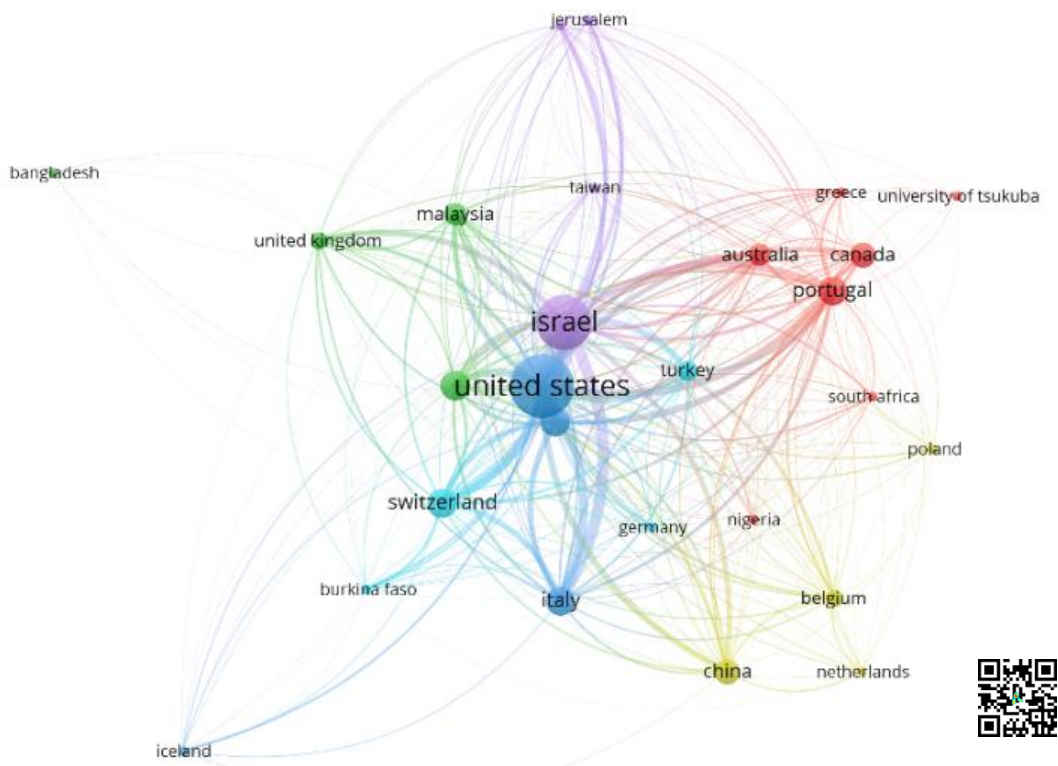 jerusalem
bangladesh
taiwan
greece
university of tsukuba
malaysia
united kingdom
australia
canada
portugal
israel
turkey
united states
south africa
poland
switzerland
germany
nigeria
burkina faso
italy
belgium
china
netherlands
iceland